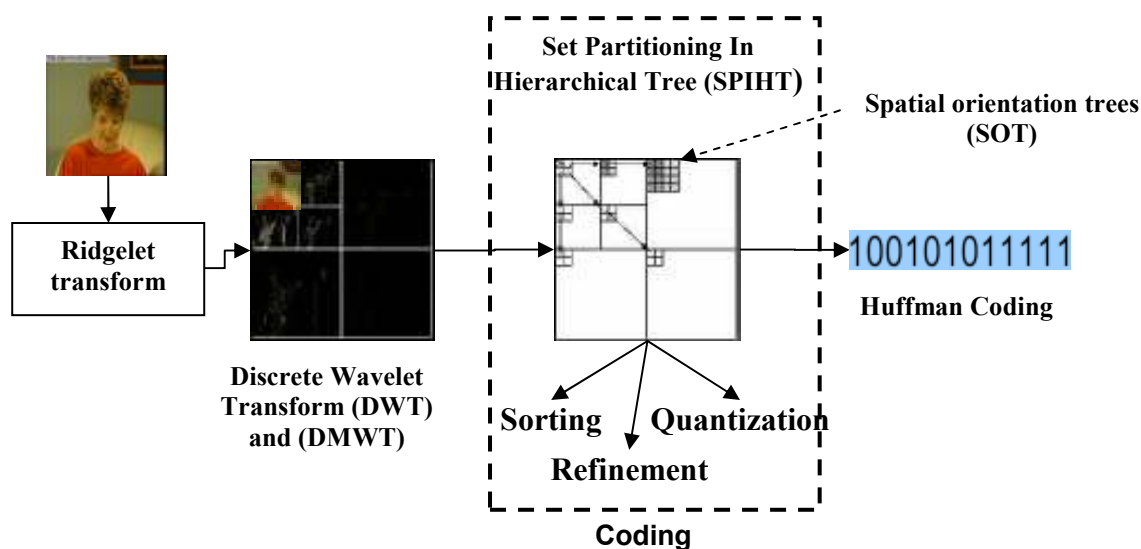 Set Partitioning In
Hierarchical Tree (SPIHT)
Spatial orientation trees
(SOT)
Ridgelet
transform
100101011111
Huffman Coding
Discrete Wavelet
Transform (DWT)
and (DMWT)
Sorting
Quantization
Refinement
Coding